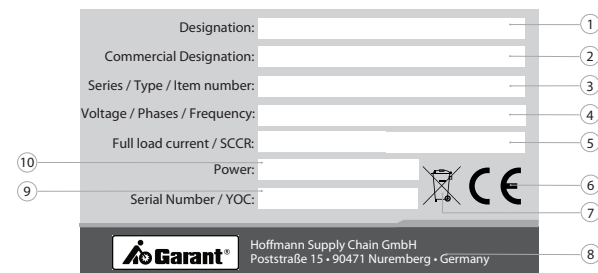 Designation: 1
Commercial Designation: 2
Series / Type / Item number: 3
Voltage / Phases / Frequency: 4
Full load current / SCCR: 5
10 Power:
6
9 Serial Number / YOC:
7
CE
Garant®
Hoffmann Supply Chain GmbH
Poststraße 15 • 90471 Nuremberg • Germany 8